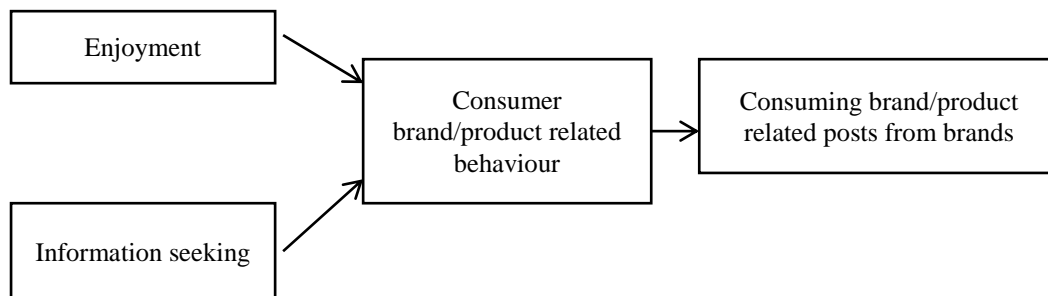 Enjoyment
Consumer
brand/product related
behaviour
Consuming brand/product
related posts from brands
Information seeking